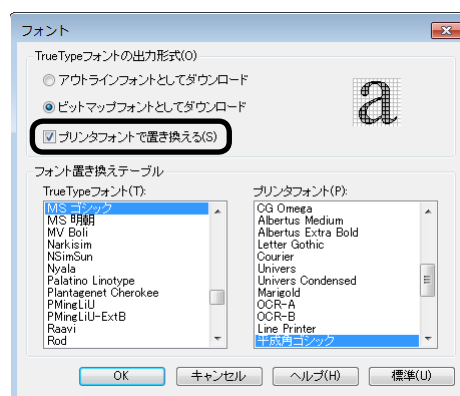 フォント
TrueTypeフォントの出力形式(O)
アウトラインフォントとしてダウンロード
ビットマップフォントとしてダウンロード
a
プリンタフォントで置き換える(S)
フォント置き換えテーブル
TrueTypeフォント(T):
MS ゴシック
MS 明朝
MV Boli
Narkisim
NSimSun
Nyala
Palatino Linotype
Plantagenet Cherokee
PMingLiU
PMingLiU-ExtB
Raavi
Rod
プリンタフォント(P):
CG Omega
Albertus Medium
Albertus Extra Bold
Letter Gothic
Courier
Univers
Univers Condensed
Marigold
OCR-A
OCR-B
Line Printer
平成角ゴシック
OK
キャンセル
ヘルプ(H)
標準(U)